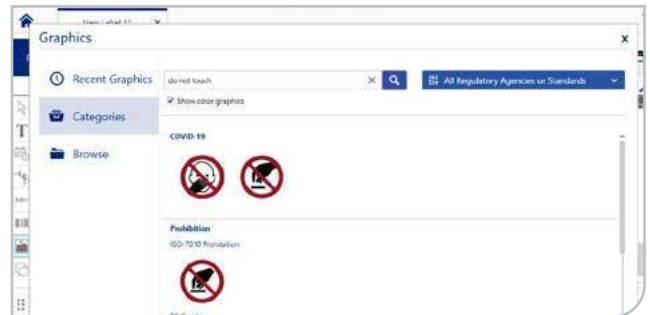 New Label
X
Graphics
x
Recent Graphics
do not touch
All Regulatory Agencies or Standards
Show color graphics
Categories
T
COVID-19
Browse
Prohibition
ISO-7010 Prohibition